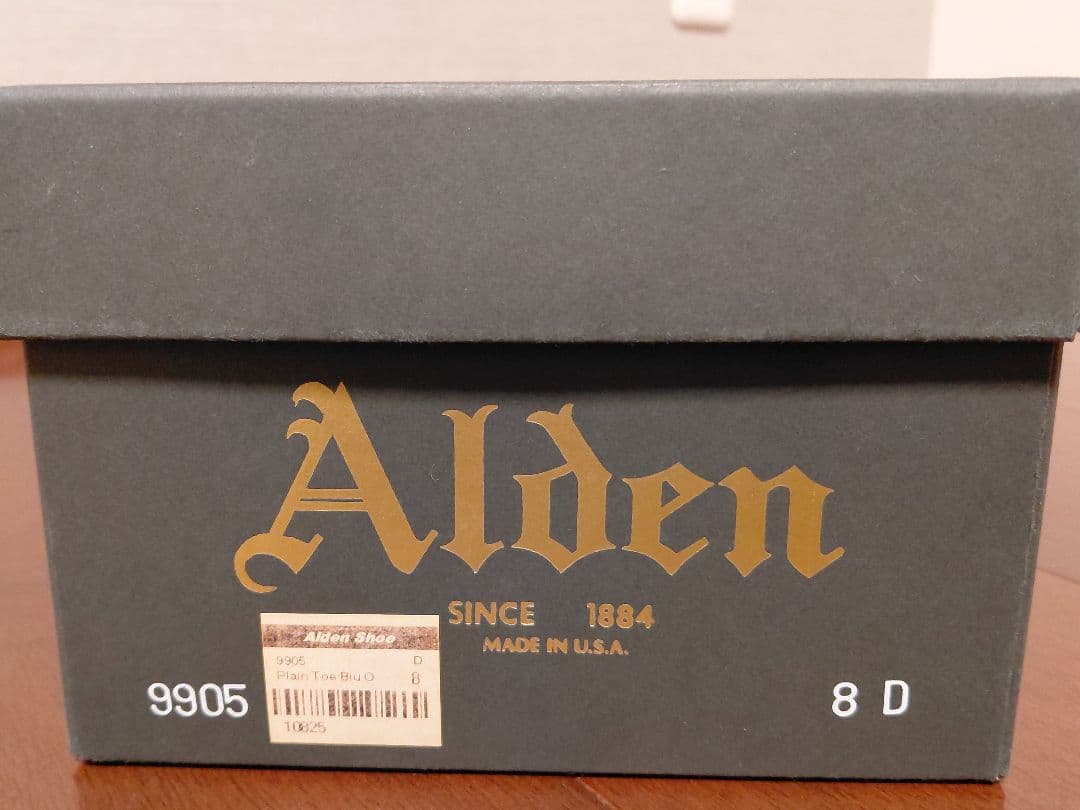 Alden
SINCE 1884
MADE IN U.S.A.
Alden Shoe
9905 D
Plain Toe Blu O 8
10825
9905
8 D